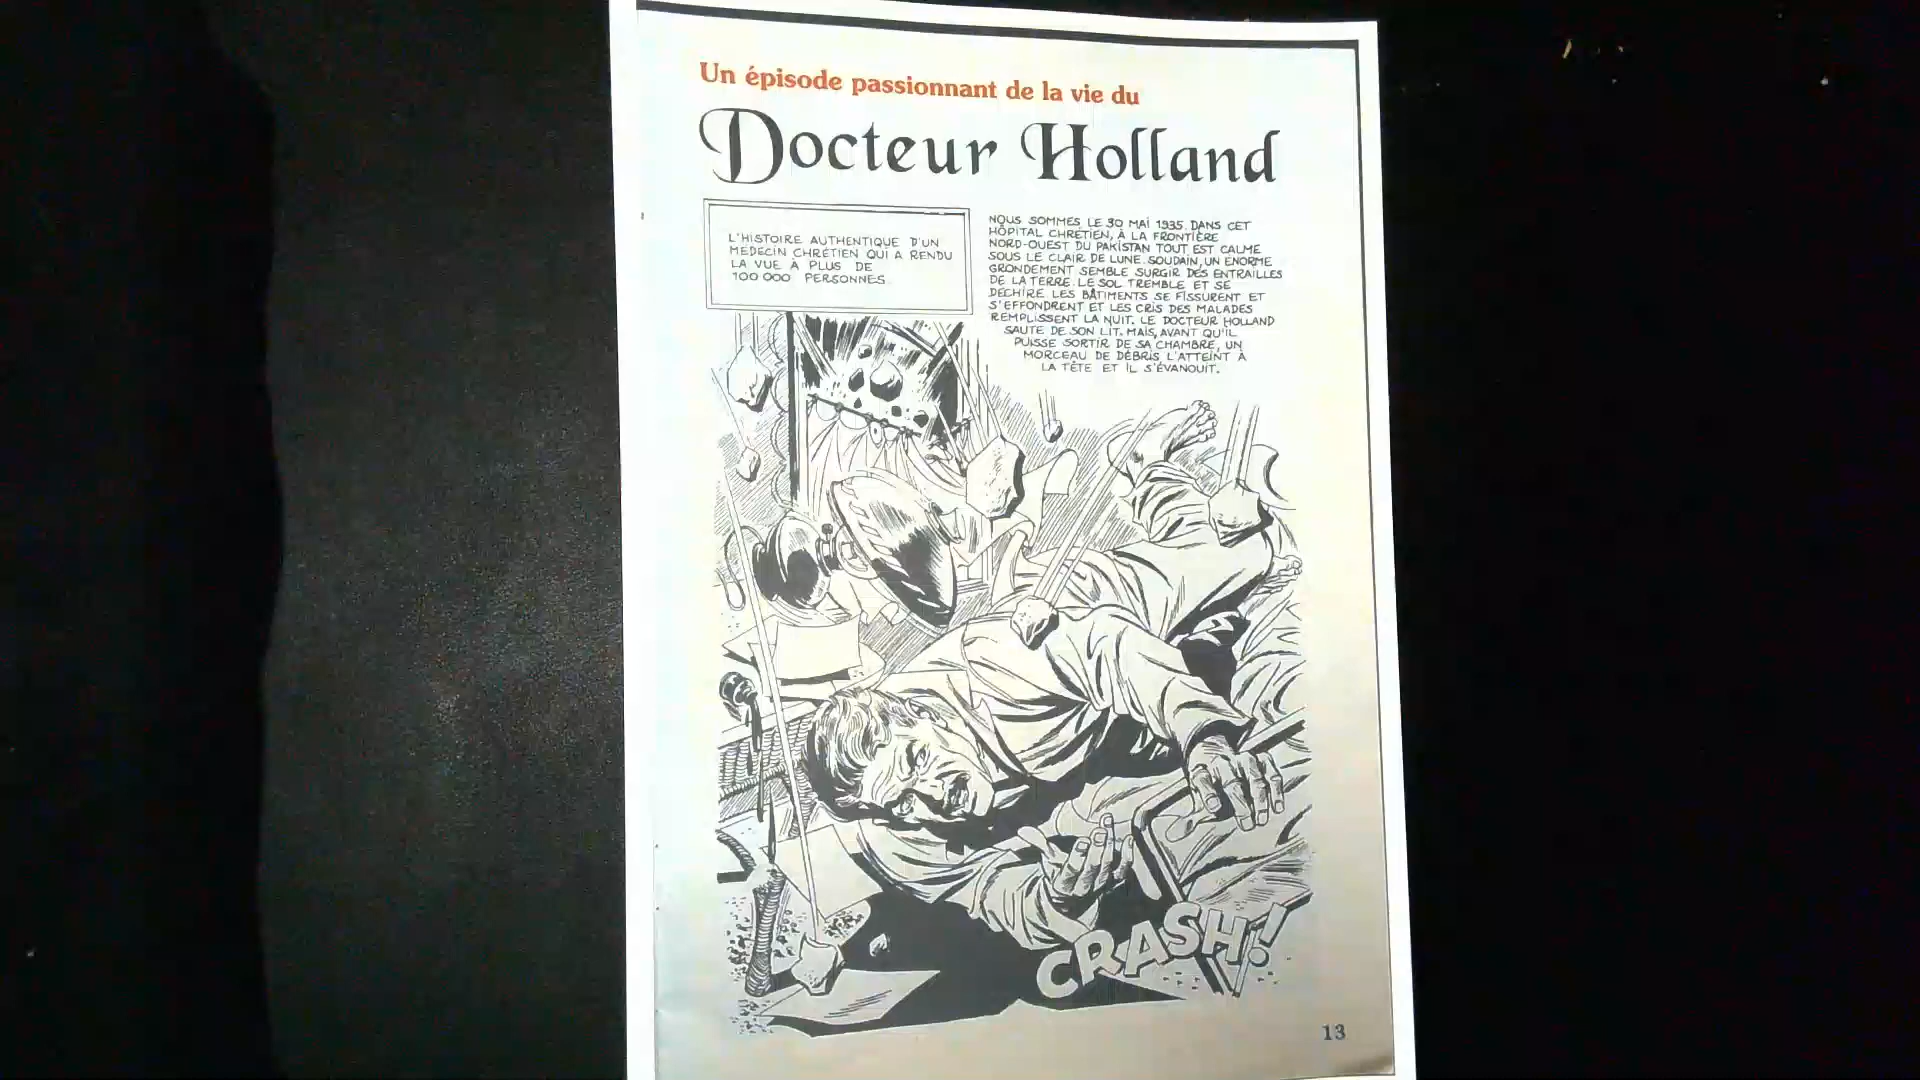 Un épisode passionnant de la vie du
Docteur Holland
L'HISTOIRE AUTHENTIQUE D'UN
MEDECIN CHRÉTIEN QUI A RENDU
LA VUE À PLUS DE
100 000 PERSONNES.
NOUS SOMMES LE 30 MAI 1935. DANS CET
HÔPITAL CHRÉTIEN, À LA FRONTIÈRE
NORD-OUEST DU PAKISTAN TOUT EST CALME
SOUS LE CLAIR DE LUNE. SOUDAIN, UN ENORME
GRONDEMENT SEMBLE SURGIR DES ENTRAILLES
DE LA TERRE. LE SOL TREMBLE ET SE
DECHIRE. LES BÂTIMENTS SE FISSURENT ET
S'EFFONDRENT ET LES CRIS DES MALADES
REMPLISSENT LA NUIT. LE DOCTEUR HOLLAND
SAUTE DE SON LIT. MAIS, AVANT QU'IL
PUISSE SORTIR DE SA CHAMBRE, UN
MORCEAU DE DÉBRIS L'ATTEINT À
LA TÊTE ET IL S'ÉVANOUIT.
CRASH!
13